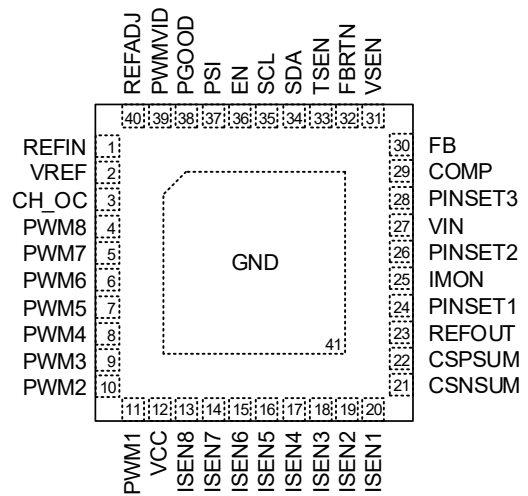 REFADJ
PWMVID
PGOOD
PSI
EN
SCL
SDA
TSEN
FBRTN
VSEN
40 39 38 37 36 35 34 33 32 31
REFIN 1
VREF 2
CH_OC 3
PWM8 4
PWM7 5
PWM6 6
PWM5 7
PWM4 8
PWM3 9
PWM2 10
GND
41
30 FB
29 COMP
28 PINSET3
27 VIN
26 PINSET2
25 IMON
24 PINSET1
23 REFOUT
22 CSPSUM
21 CSNSUM
11 12 13 14 15 16 17 18 19 20
PWM1
VCC
ISEN8
ISEN7
ISEN6
ISEN5
ISEN4
ISEN3
ISEN2
ISEN1